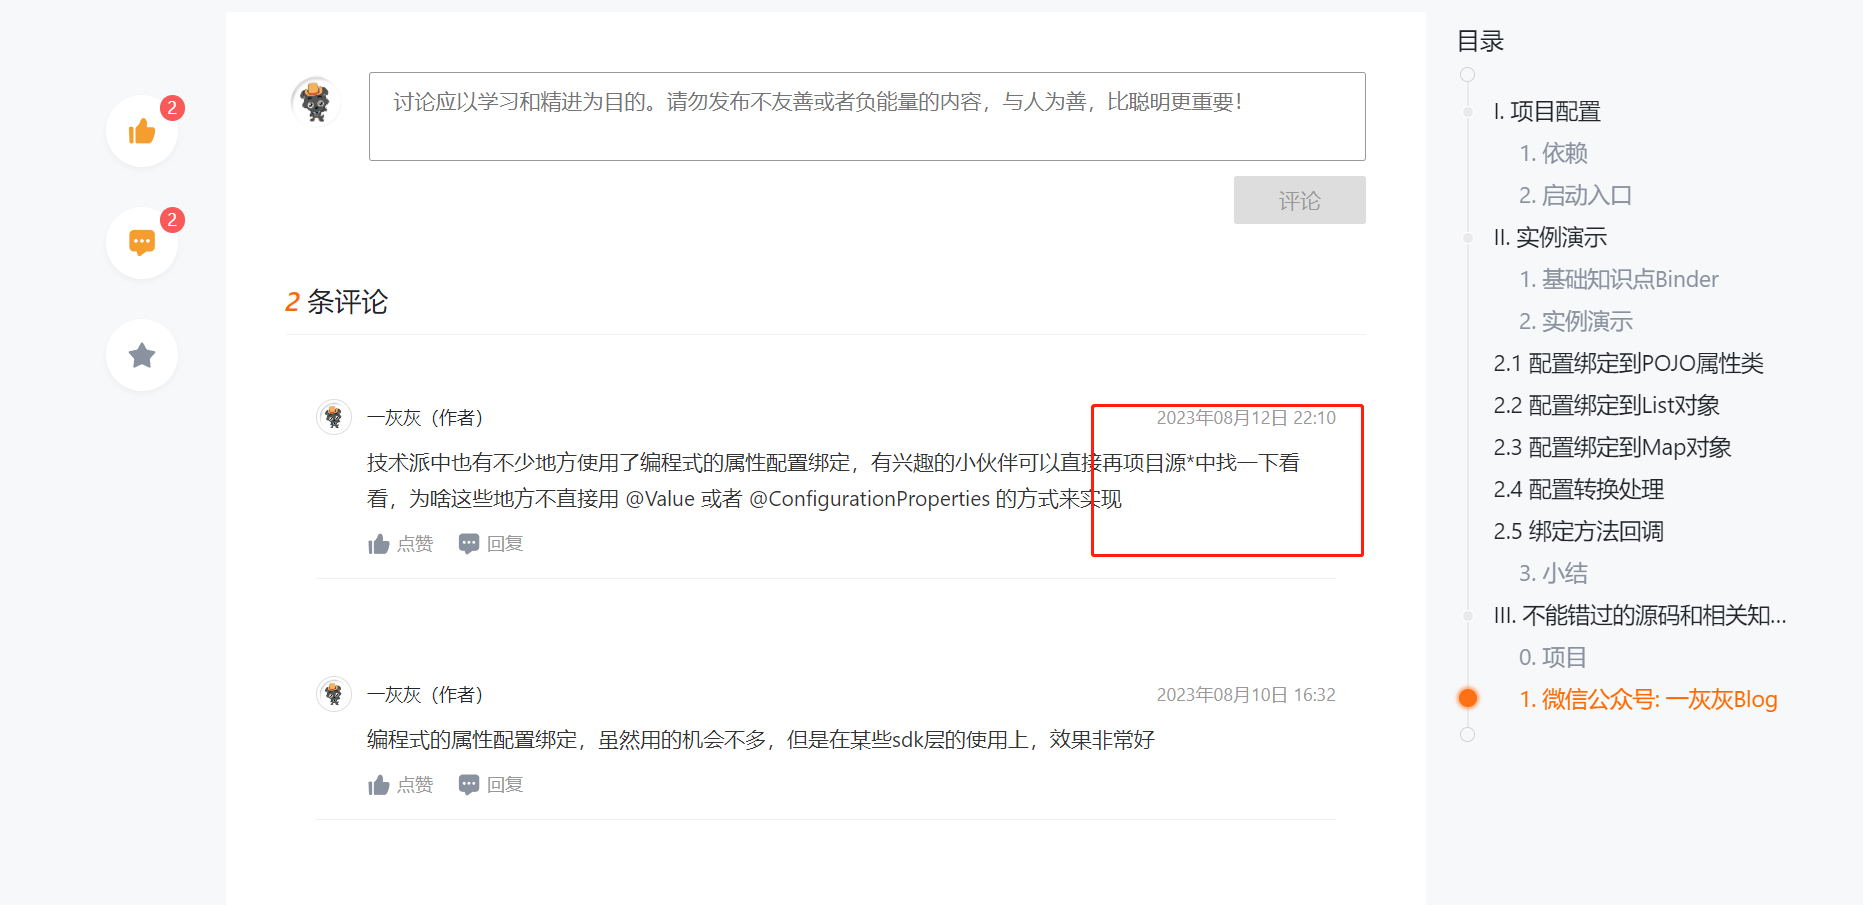 2
2
讨论应以学习和精进为目的。请勿发布不友善或者负能量的内容，与人为善，比聪明更重要！
评论
2 条评论
一灰灰（作者）
2023年08月12日 22:10
技术派中也有不少地方使用了编程式的属性配置绑定，有兴趣的小伙伴可以直接再项目源*中找一下看
看，为啥这些地方不直接用 @Value 或者 @ConfigurationProperties 的方式来实现
点赞 回复
一灰灰（作者）
2023年08月10日 16:32
编程式的属性配置绑定，虽然用的机会不多，但是在某些sdk层的使用上，效果非常好
点赞 回复
目录
I. 项目配置
1. 依赖
2. 启动入口
II. 实例演示
1. 基础知识点Binder
2. 实例演示
2.1 配置绑定到POJO属性类
2.2 配置绑定到List对象
2.3 配置绑定到Map对象
2.4 配置转换处理
2.5 绑定方法回调
3. 小结
III. 不能错过的源码和相关知...
0. 项目
1. 微信公众号: 一灰灰Blog